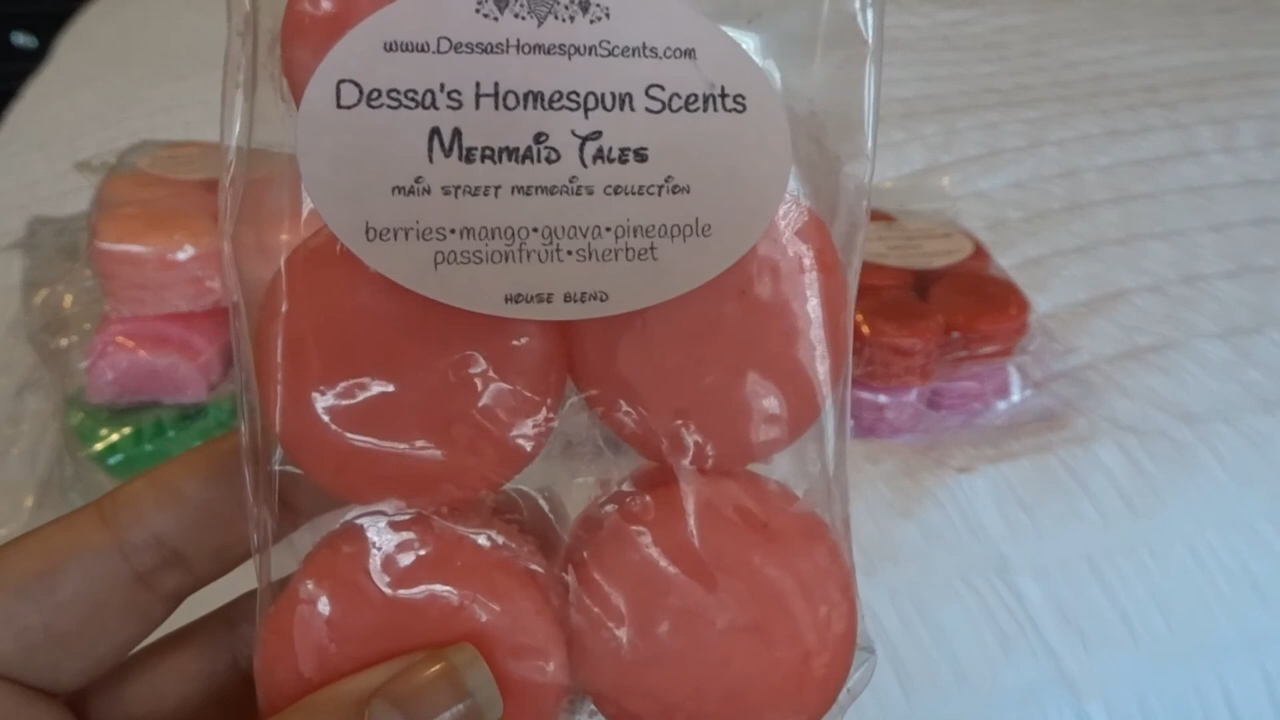 www.DessasHomespunScents.com
Dessa's Homespun Scents
Mermaid Tales
MAIN STREET MEMORIES COLLECTION
berries•mango•guava•pineapple
passionfruit•sherbet
HOUSE BLEND